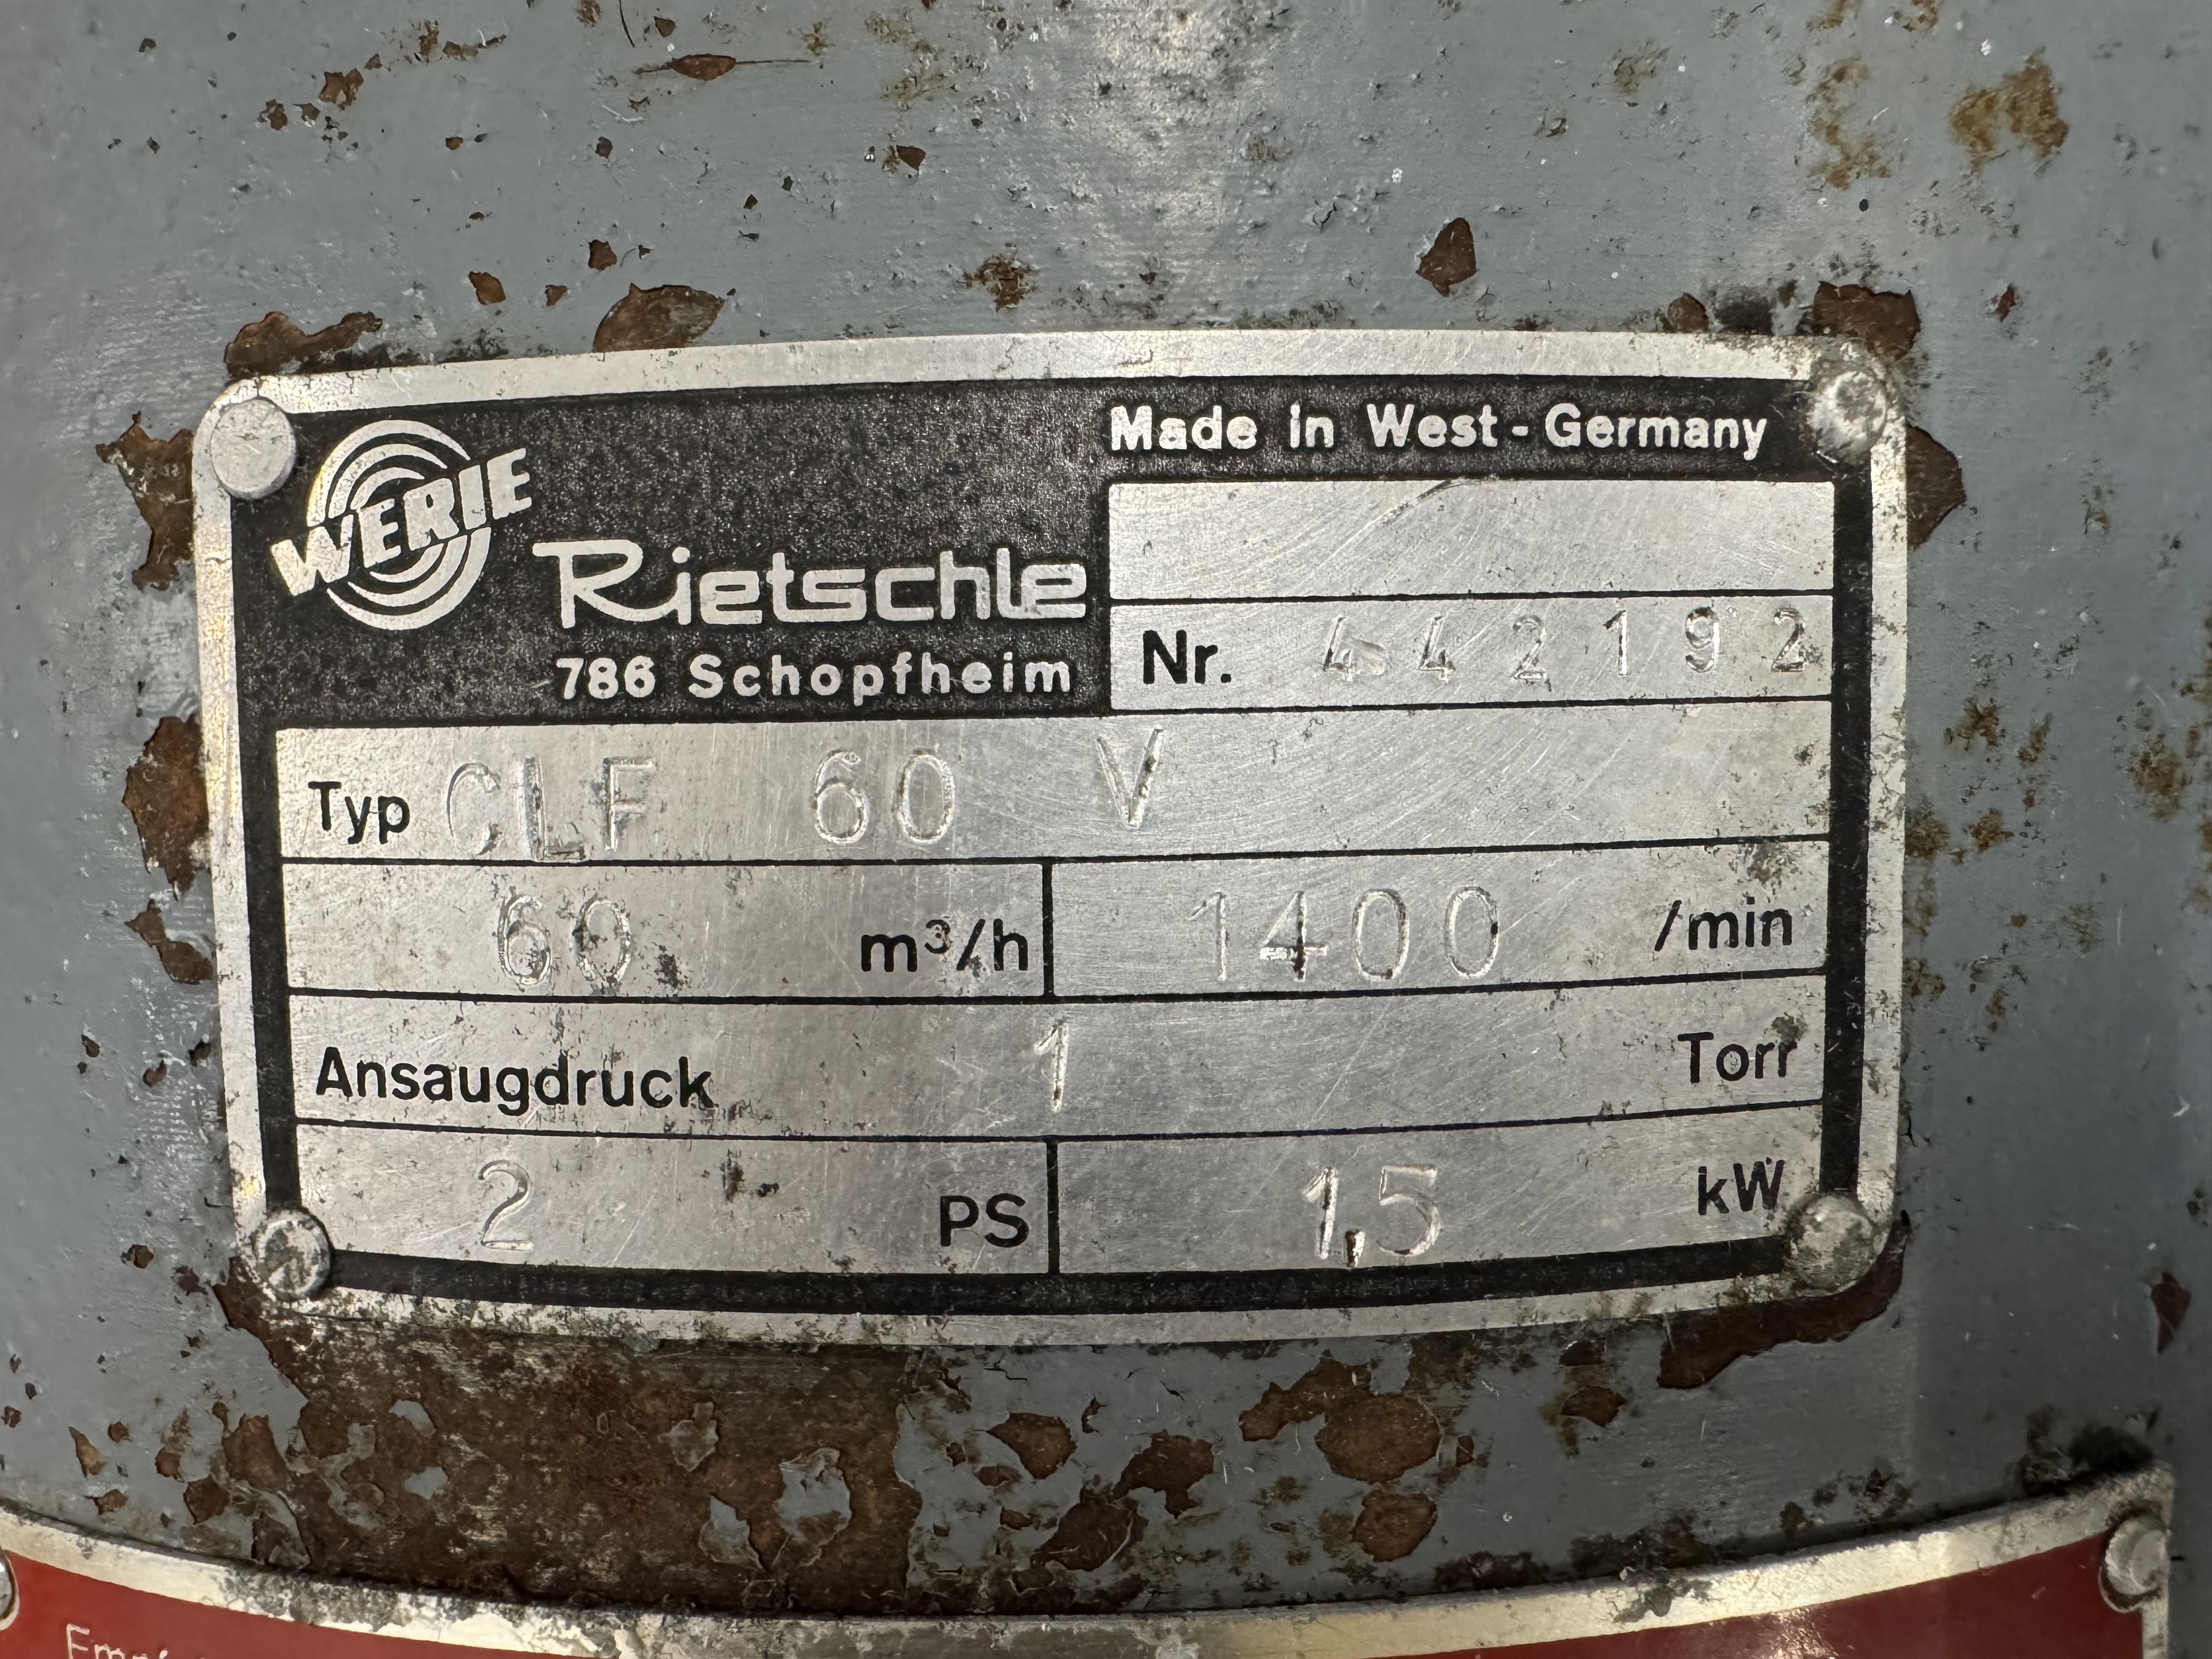 WERIE
Rietschle
786 Schopfheim
Made in West-Germany
Nr. 442192
Typ CLF 60 V
60 m³/h
1400 /min
Ansaugdruck 1 Torr
2 PS
1,5 kW